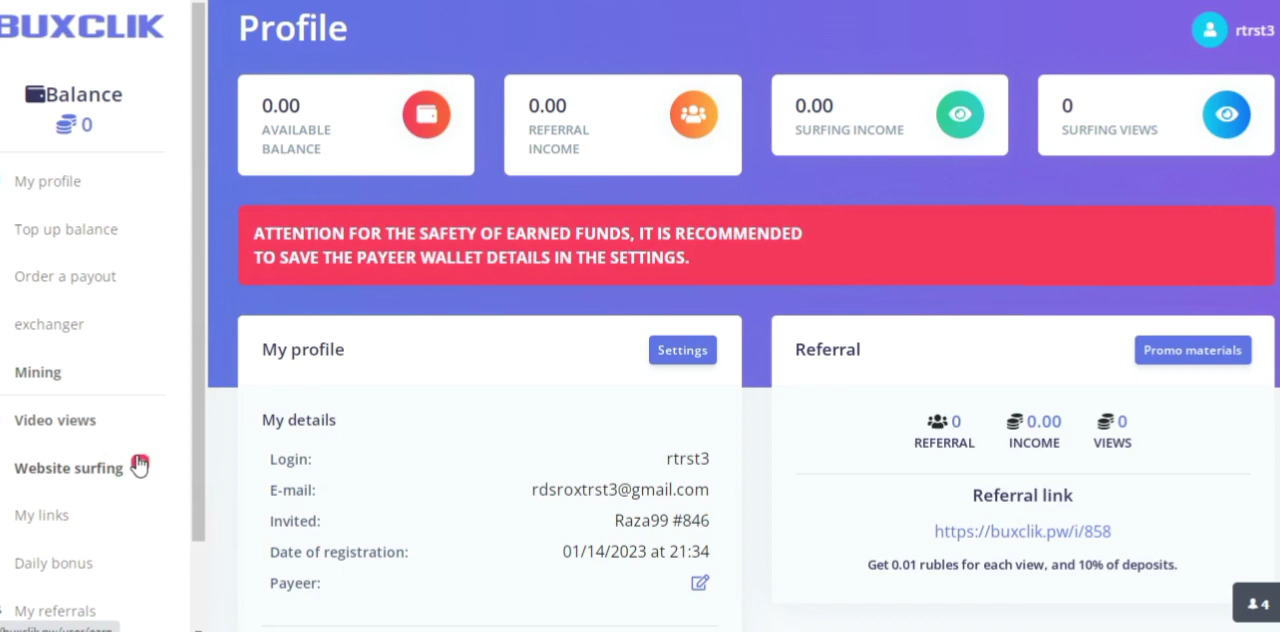 BUXCLIK
Balance
0
My profile
Top up balance
Order a payout
exchanger
Mining
Video views
Website surfing
My links
Daily bonus
My referrals
Profile
rtrst3
0.00
AVAILABLE
BALANCE
0.00
REFERRAL
INCOME
0.00
SURFING INCOME
0
SURFING VIEWS
ATTENTION FOR THE SAFETY OF EARNED FUNDS, IT IS RECOMMENDED
TO SAVE THE PAYEER WALLET DETAILS IN THE SETTINGS.
My profile
Settings
My details
Login: rtrst3
E-mail: rdsroxtrst3@gmail.com
Invited: Raza99 #846
Date of registration: 01/14/2023 at 21:34
Payeer:
Referral
Promo materials
0 0.00 0
REFERRAL INCOME VIEWS
Referral link
https://buxclik.pw/i/858
Get 0.01 rubles for each view, and 10% of deposits.
4